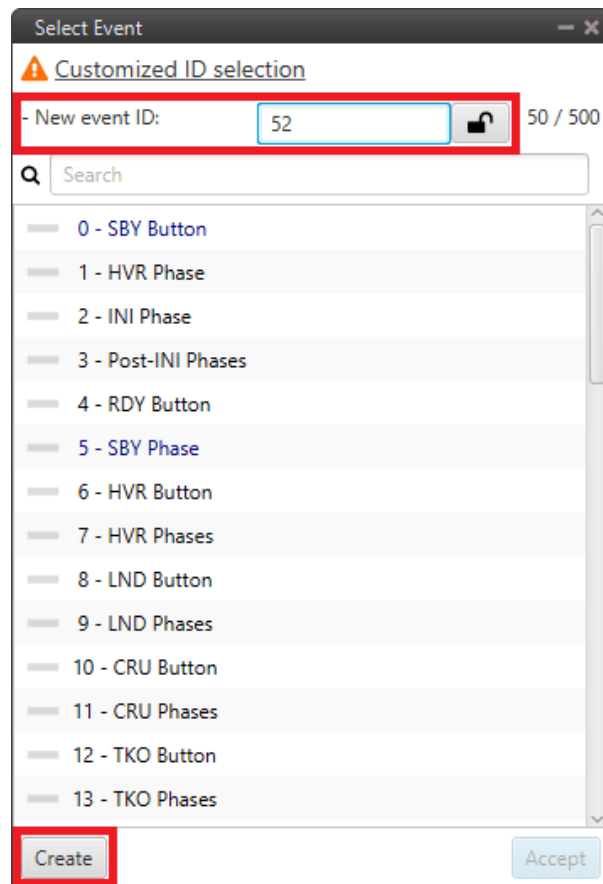 Select Event
Customized ID selection
- New event ID: 52 50 / 500
Search
0 - SBY Button
1 - HVR Phase
2 - INI Phase
3 - Post-INI Phases
4 - RDY Button
5 - SBY Phase
6 - HVR Button
7 - HVR Phases
8 - LND Button
9 - LND Phases
10 - CRU Button
11 - CRU Phases
12 - TKO Button
13 - TKO Phases
Create Accept